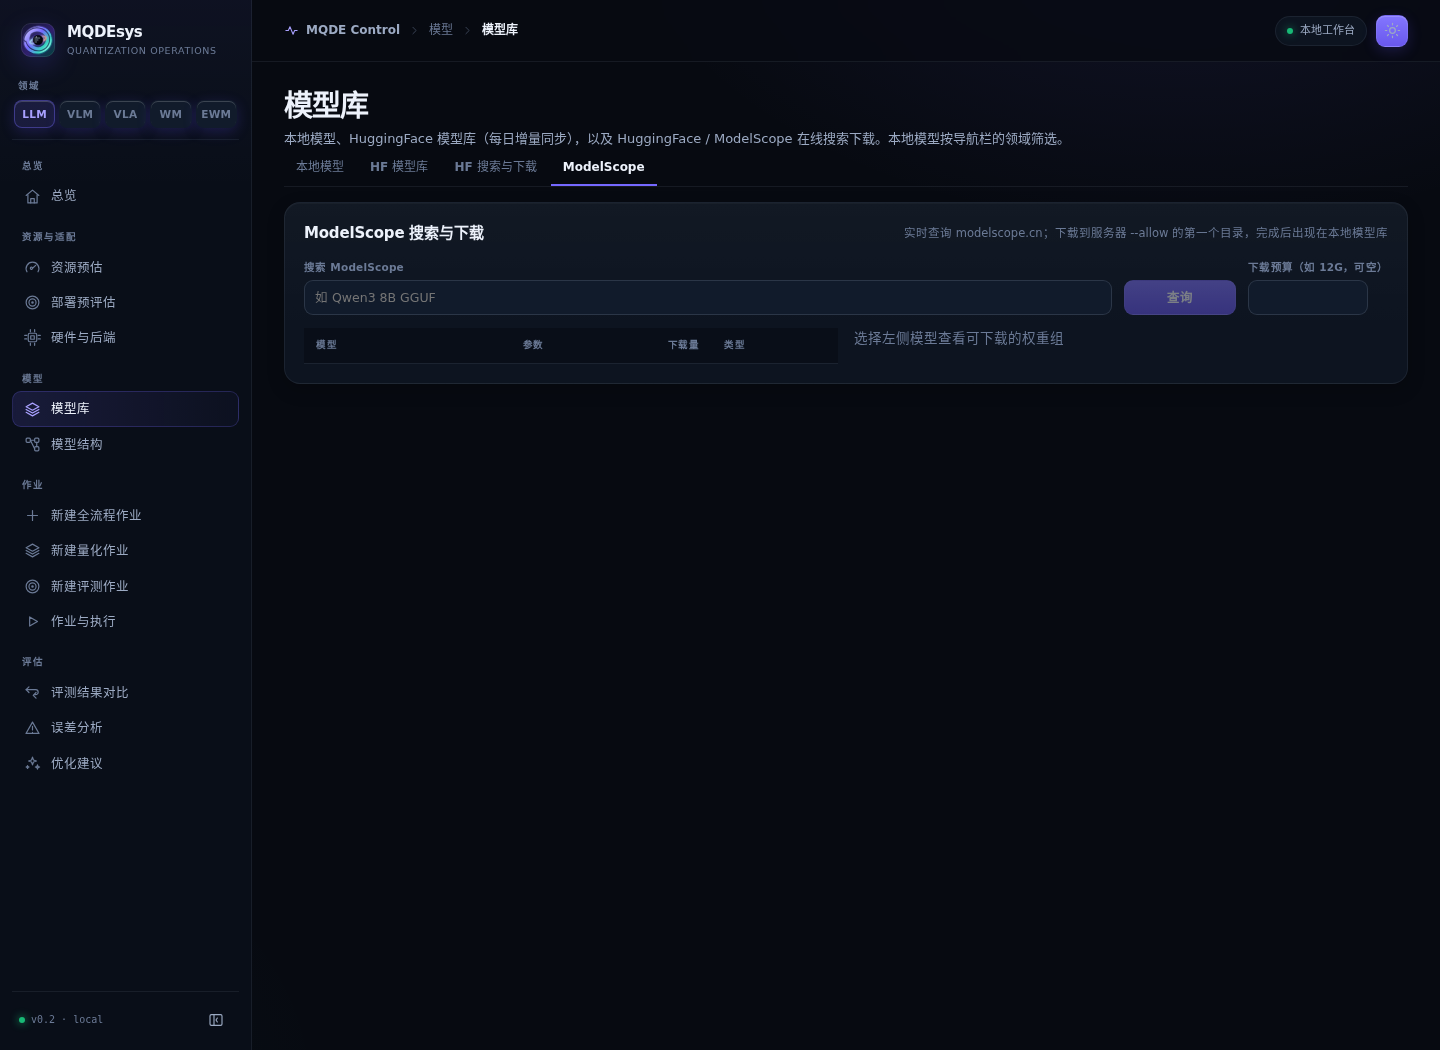 MQDEsys
QUANTIZATION OPERATIONS
领域
LLM VLM VLA WM EWM
总览
总览
资源与适配
资源预估
部署预评估
硬件与后端
模型
模型库
模型结构
作业
新建全流程作业
新建量化作业
新建评测作业
作业与执行
评估
评测结果对比
误差分析
优化建议
v0.2 · local
MQDE Control 模型 模型库
本地工作台
模型库
本地模型、HuggingFace 模型库（每日增量同步），以及 HuggingFace / ModelScope 在线搜索下载。本地模型按导航栏的领域筛选。
本地模型 HF 模型库 HF 搜索与下载 ModelScope
ModelScope 搜索与下载
实时查询 modelscope.cn；下载到服务器 --allow 的第一个目录，完成后出现在本地模型库
搜索 ModelScope
下载预算（如 12G，可空）
如 Qwen3 8B GGUF
查询
模型 参数 下载量 类型
选择左侧模型查看可下载的权重组